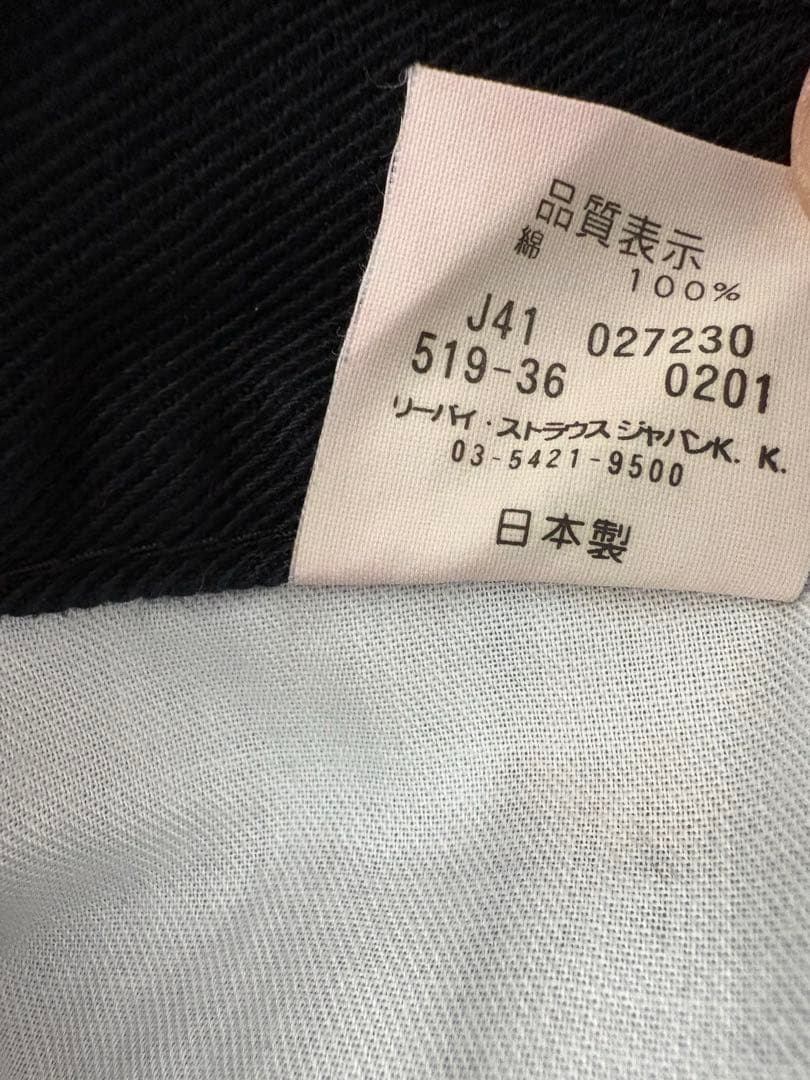 品質表示
綿 100%
J41 027230
519-36 0201
リーバイ・ストラウス ジャパンK. K.
03-5421-9500
日本製